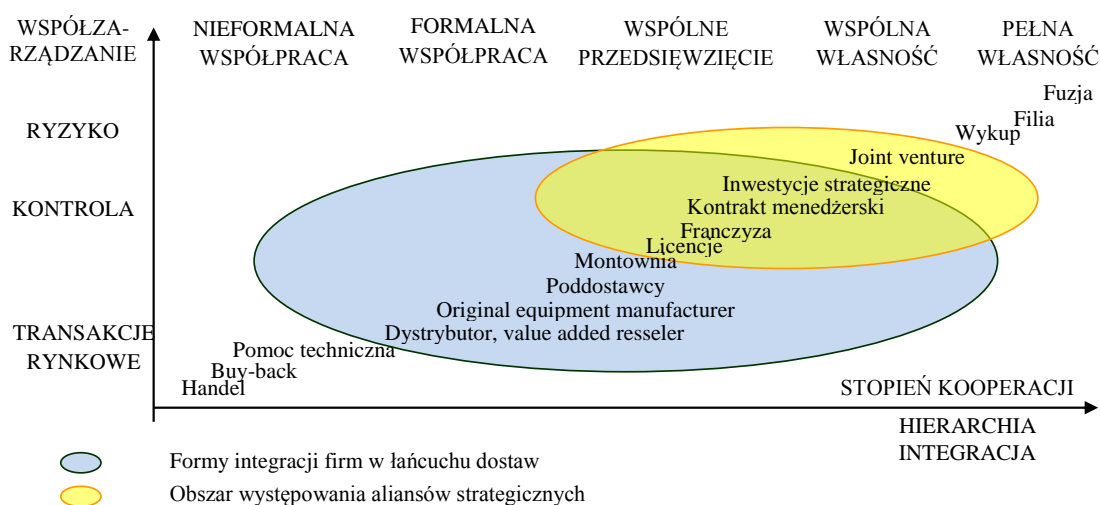 WSPÓŁZA-
RZĄDZANIE
NIEFORMALNA
WSPÓŁPRACA
FORMALNA
WSPÓŁPRACA
WSPÓLNE
PRZEDSIĘWZIĘCIE
WSPÓLNA
WŁASNOŚĆ
PEŁNA
WŁASNOŚĆ
Fuzja
Filia
RYZYKO
Wykup
Joint venture
Inwestycje strategiczne
KONTROLA
Kontrakt menedżerski
Franczyza
Licencje
Montownia
Poddostawcy
Original equipment manufacturer
TRANSAKCJE
RYNKOWE
Dystrybutor, value added resseler
Pomoc techniczna
Buy-back
Handel
STOPIEŃ KOOPERACJI
HIERARCHIA
INTEGRACJA
Formy integracji firm w łańcuchu dostaw
Obszar występowania aliansów strategicznych